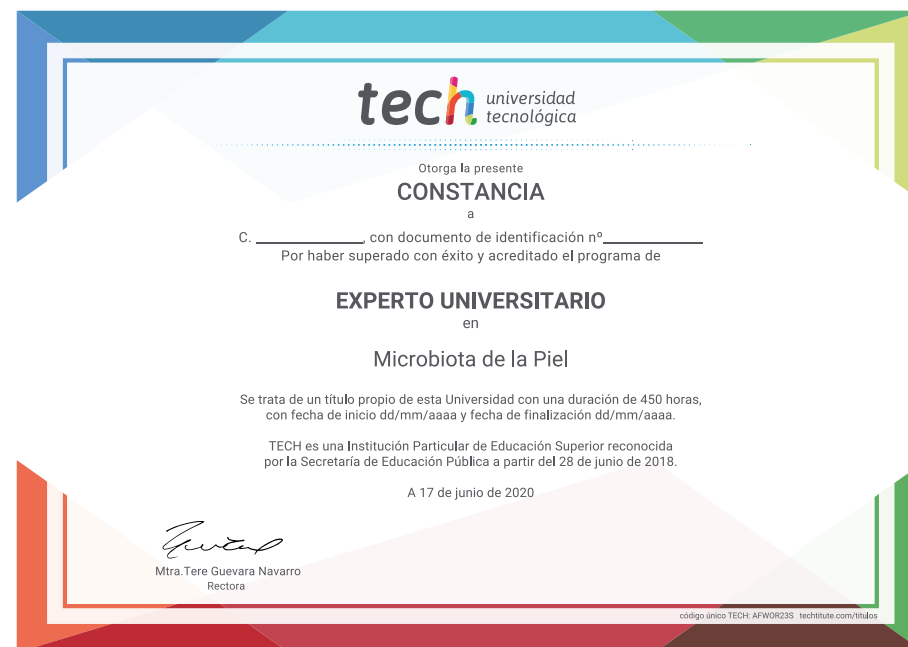 tech universidad
tecnológica
Otorga la presente
CONSTANCIA
a
C. ______________, con documento de identificación nº_____________
Por haber superado con éxito y acreditado el programa de
EXPERTO UNIVERSITARIO
en
Microbiota de la Piel
Se trata de un título propio de esta Universidad con una duración de 450 horas,
con fecha de inicio dd/mm/aaaa y fecha de finalización dd/mm/aaaa.
TECH es una Institución Particular de Educación Superior reconocida
por la Secretaría de Educación Pública a partir del 28 de junio de 2018.
A 17 de junio de 2020
Mtra.Tere Guevara Navarro
Rectora
código único TECH: AFWOR23S techtitute.com/titulos